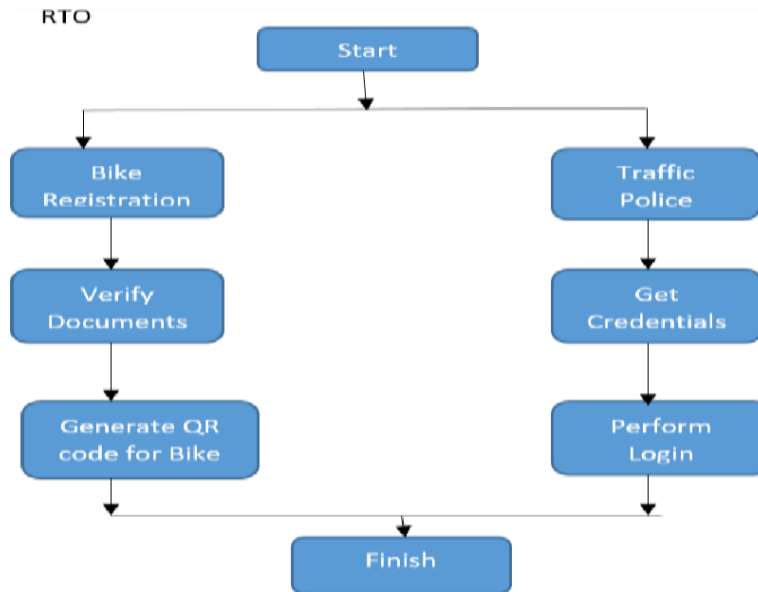 RTO
Start
Bike
Registration
Traffic
Police
Verify
Documents
Get
Credentials
Generate QR
code for Bike
Perform
Login
Finish